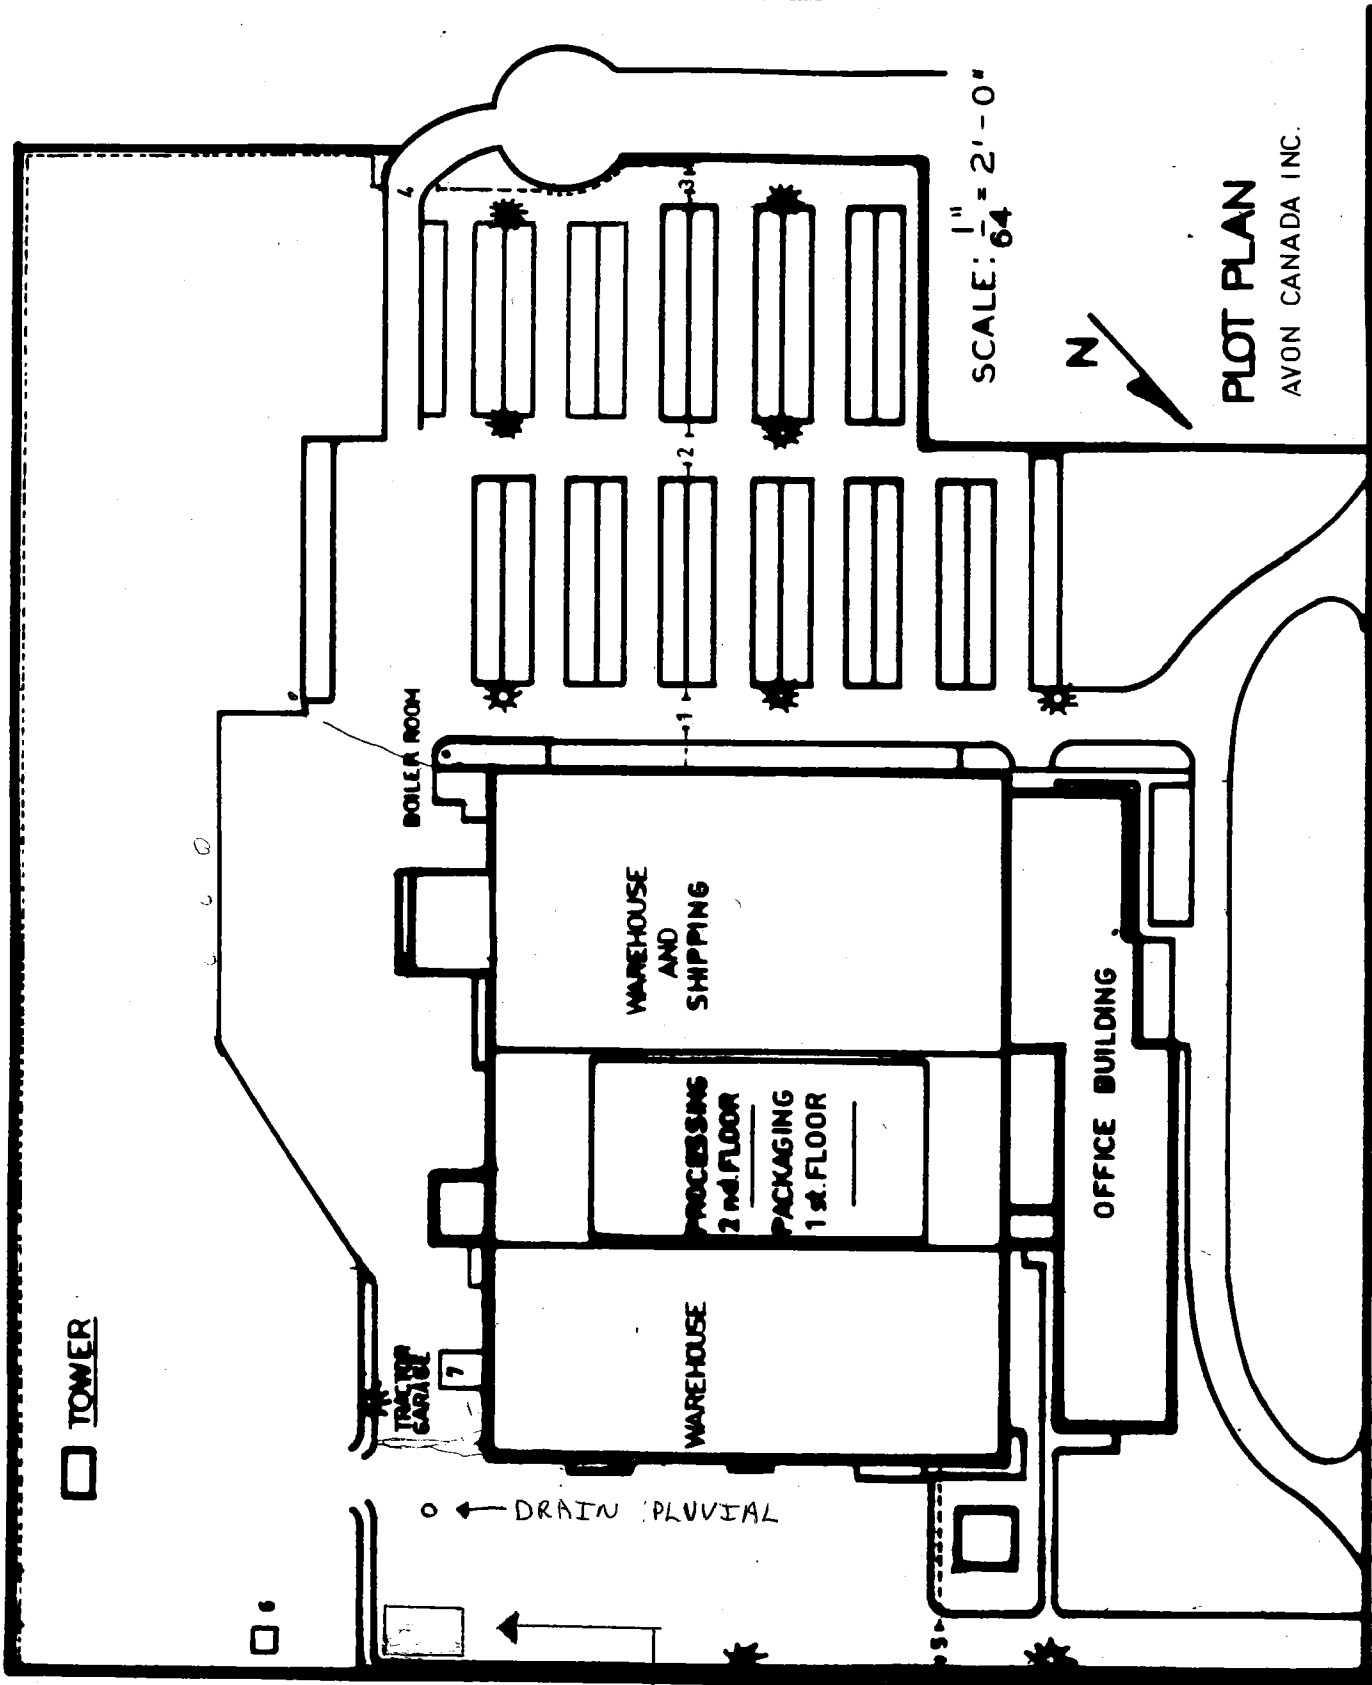 TOWER
6
4
3
2
1
BOILER ROOM
TRACTOR
GARAGE
7
DRAIN PLUVIAL
WAREHOUSE
AND
SHIPPING
PROCESSING
2 nd. FLOOR
PACKAGING
1 st. FLOOR
WAREHOUSE
OFFICE BUILDING
5
SCALE: 1"/64 = 2'-0"
N
PLOT PLAN
AVON CANADA INC.